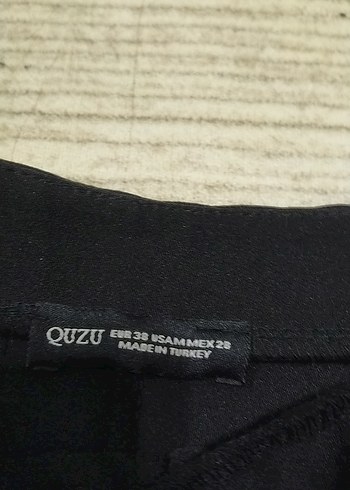 QUZU EUR 38 USA M MEX 28
MADE IN TURKEY